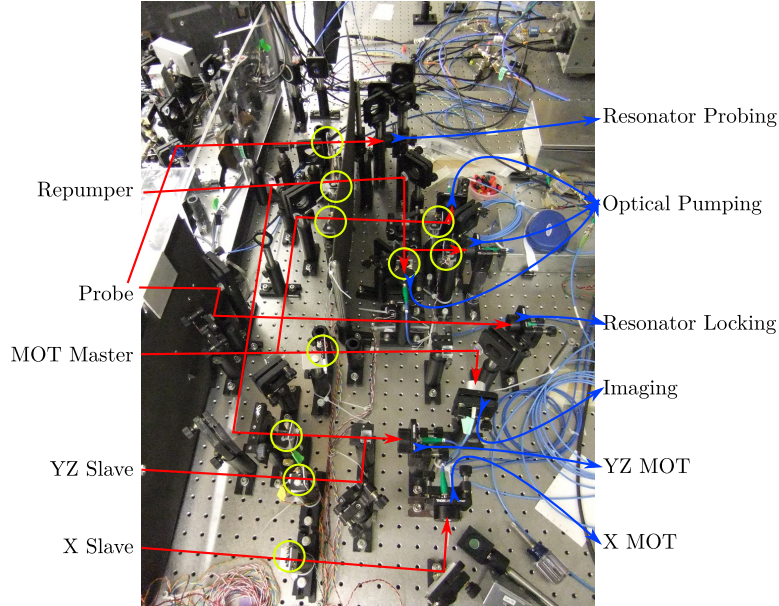 Resonator Probing
Repumper
Optical Pumping
Probe
Resonator Locking
MOT Master
Imaging
YZ Slave
YZ MOT
X Slave
X MOT